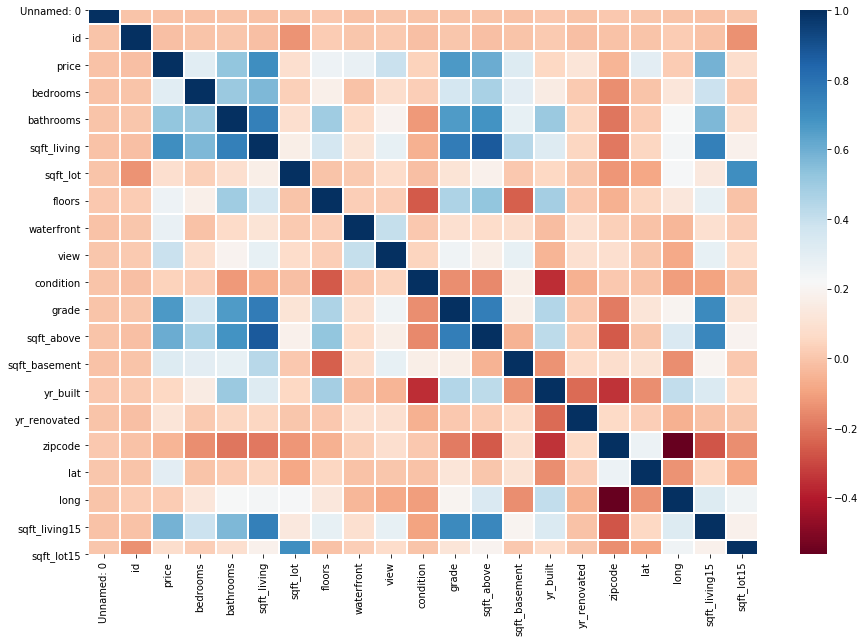 Unnamed: 0
id
price
bedrooms
bathrooms
sqft_living
sqft_lot
floors
waterfront
view
condition
grade
sqft_above
sqft_basement
yr_built
yr_renovated
zipcode
lat
long
sqft_living15
sqft_lot15
Unnamed: 0
id
price
bedrooms
bathrooms
sqft_living
sqft_lot
floors
waterfront
view
condition
grade
sqft_above
sqft_basement
yr_built
yr_renovated
zipcode
lat
long
sqft_living15
sqft_lot15
1.0
0.8
0.6
0.4
0.2
0.0
−0.2
−0.4